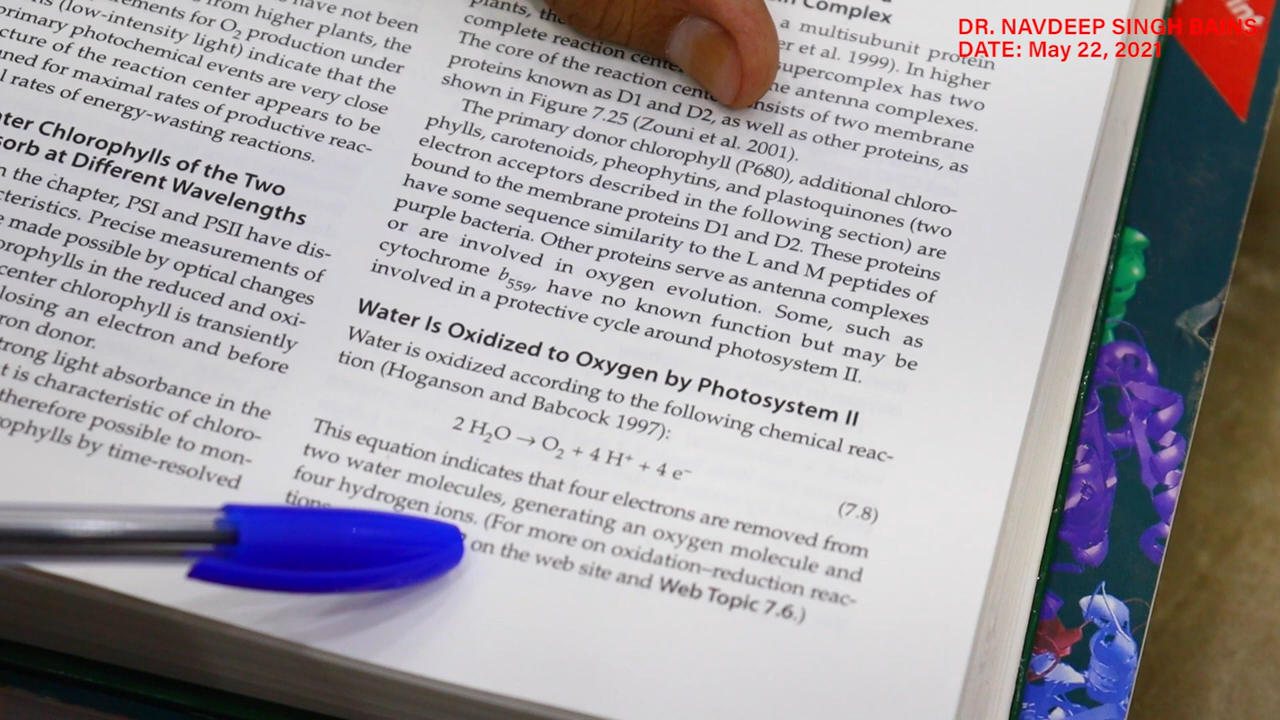 DR. NAVDEEP SINGH BAINS
DATE: May 22, 2021
have not been
ements for O2 production under
from higher plants, the
ns (low-intensity light) indicate that the
primary photochemical events are very close
cture of the reaction center appears to be
ned for maximal rates of productive reac-
l rates of energy-wasting reactions.
ter Chlorophylls of the Two
sorb at Different Wavelengths
n the chapter, PSI and PSII have dis-
cteristics. Precise measurements of
e made possible by optical changes
orophylls in the reduced and oxi-
center chlorophyll is transiently
losing an electron and before
ron donor.
trong light absorbance in the
t is characteristic of chloro-
therefore possible to mon-
ophylls by time-resolved
Complex
a multisubunit protein
plants, the
er et al. 1999). In higher
complete reaction center
supercomplex has two
The core of the reaction cente
ne antenna complexes.
nsists of two membrane
proteins known as D1 and D2, as well as other proteins, as
shown in Figure 7.25 (Zouni et al. 2001).
The primary donor chlorophyll (P680), additional chloro-
phylls, carotenoids, pheophytins, and plastoquinones (two
electron acceptors described in the following section) are
bound to the membrane proteins D1 and D2. These proteins
have some sequence similarity to the L and M peptides of
purple bacteria. Other proteins serve as antenna complexes
or are involved in oxygen evolution. Some, such as
cytochrome b559, have no known function but may be
involved in a protective cycle around photosystem II.
Water Is Oxidized to Oxygen by Photosystem II
Water is oxidized according to the following chemical reac-
tion (Hoganson and Babcock 1997):
2 H2O → O2 + 4 H+ + 4 e−
(7.8)
This equation indicates that four electrons are removed from
two water molecules, generating an oxygen molecule and
four hydrogen ions. (For more on oxidation–reduction reac-
tions
on the web site and Web Topic 7.6.)